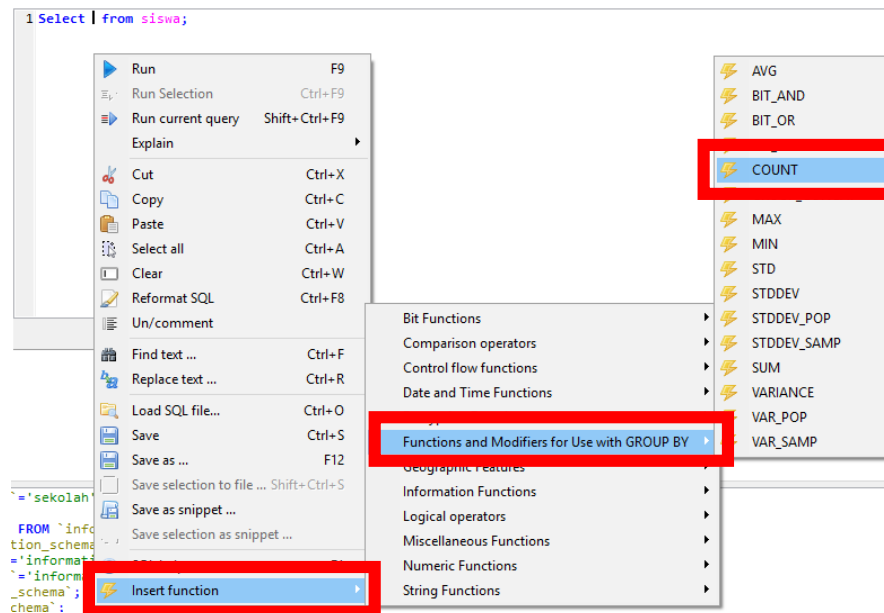 1 Select from siswa;
Run F9
Run Selection Ctrl+F9
Run current query Shift+Ctrl+F9
Explain
Cut Ctrl+X
Copy Ctrl+C
Paste Ctrl+V
Select all Ctrl+A
Clear Ctrl+W
Reformat SQL Ctrl+F8
Un/comment
Find text ... Ctrl+F
Replace text ... Ctrl+R
Load SQL file... Ctrl+O
Save Ctrl+S
Save as ... F12
Save selection to file ... Shift+Ctrl+S
Save as snippet ...
Save selection as snippet ...
Insert function
Bit Functions
Comparison operators
Control flow functions
Date and Time Functions
Functions and Modifiers for Use with GROUP BY
Geographic Features
Information Functions
Logical operators
Miscellaneous Functions
Numeric Functions
String Functions
AVG
BIT_AND
BIT_OR
COUNT
MAX
MIN
STD
STDDEV
STDDEV_POP
STDDEV_SAMP
SUM
VARIANCE
VAR_POP
VAR_SAMP
`='sekolah'
FROM `info
tion_schema
='informati
`='informa
_schema`;
chema`;